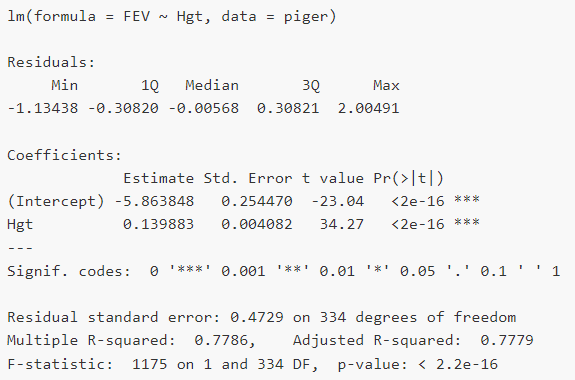 lm(formula = FEV ~ Hgt, data = piger)
Residuals:
Min 1Q Median 3Q Max
-1.13438 -0.30820 -0.00568 0.30821 2.00491
Coefficients:
Estimate Std. Error t value Pr(>|t|)
(Intercept) -5.863848 0.254470 -23.04 <2e-16 ***
Hgt 0.139883 0.004082 34.27 <2e-16 ***
---
Signif. codes: 0 '***' 0.001 '**' 0.01 '*' 0.05 '.' 0.1 ' ' 1
Residual standard error: 0.4729 on 334 degrees of freedom
Multiple R-squared: 0.7786, Adjusted R-squared: 0.7779
F-statistic: 1175 on 1 and 334 DF, p-value: < 2.2e-16